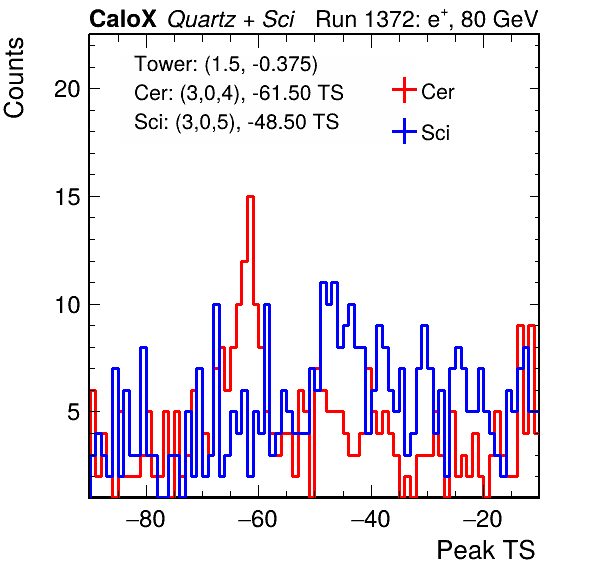 CaloX Quartz + Sci Run 1372: e⁺, 80 GeV
Counts
Tower: (1.5, -0.375)
Cer: (3,0,4), -61.50 TS
Sci: (3,0,5), -48.50 TS
Cer
Sci
20
15
10
5
−80 −60 −40 −20
Peak TS